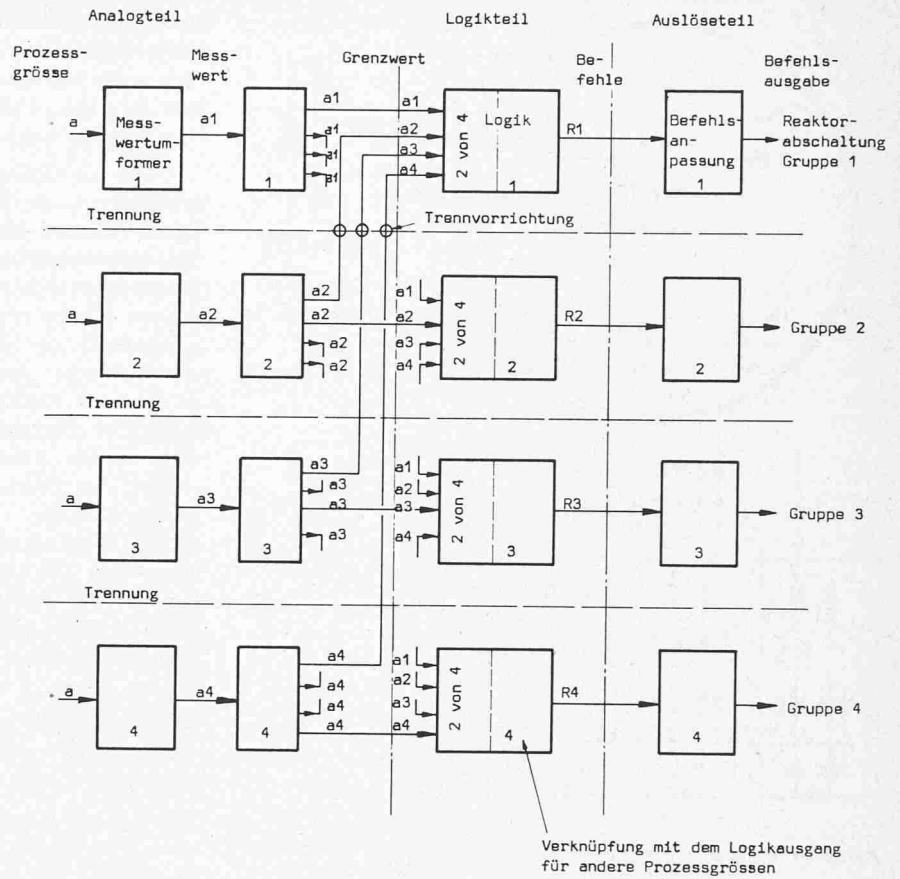 Analogteil
Logikteil
Auslöseteil
Prozess-
grösse
Mess-
wert
Grenzwert
Be-
fehle
Befehls-
ausgabe
a
Mess-
wertum-
former
1
a1
1
a1
a1
a1
a1
a1
a2
a3
a4
2 von 4
Logik
1
R1
Befehls-
an-
passung
1
Reaktor-
abschaltung
Gruppe 1
Trennung
Trennvorrichtung
a
2
a2
2
a2
a2
a2
a2
a1
a2
a3
a4
2 von 4
2
R2
2
Gruppe 2
Trennung
a
3
a3
3
a3
a3
a3
a3
a1
a2
a3
a4
2 von 4
3
R3
3
Gruppe 3
Trennung
a
4
a4
4
a4
a4
a4
a4
a1
a2
a3
a4
2 von 4
4
R4
4
Gruppe 4
Verknüpfung mit dem Logikausgang
für andere Prozessgrössen